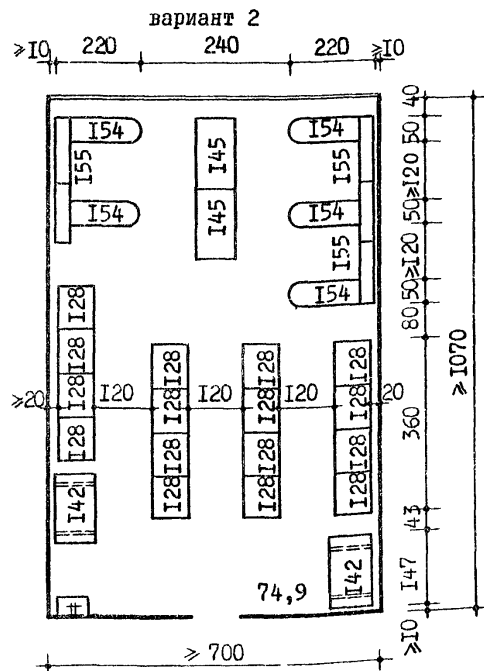 вариант 2
⩾10 220 240 220 ⩾10
40
I54 I45 I54 50
I55 I55 ⩾I20
I54 I45 I54 50
I55 ⩾I20
I54 50
80
I28 I28 I28 I28
I28 I28 I28 I28
⩾20 I28 I20 I28 I20 I28 I20 I28 20
I28 I28 I28 I28
360
⩾I070
I42 43
I42 I47
74,9
⩾I0
⩾ 700